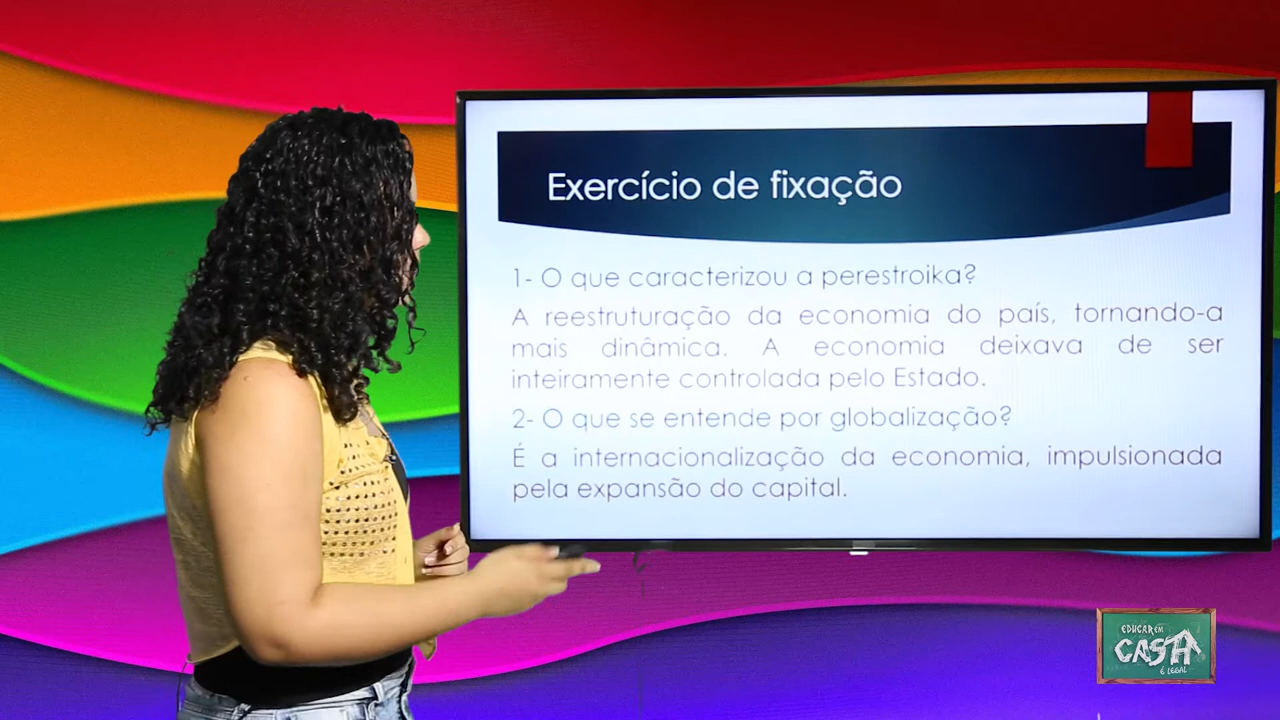 Exercício de fixação
1- O que caracterizou a perestroika?
A reestruturação da economia do país, tornando-a
mais dinâmica. A economia deixava de ser
inteiramente controlada pelo Estado.
2- O que se entende por globalização?
É a internacionalização da economia, impulsionada
pela expansão do capital.
EDUCAR EM
CASA
É LEGAL